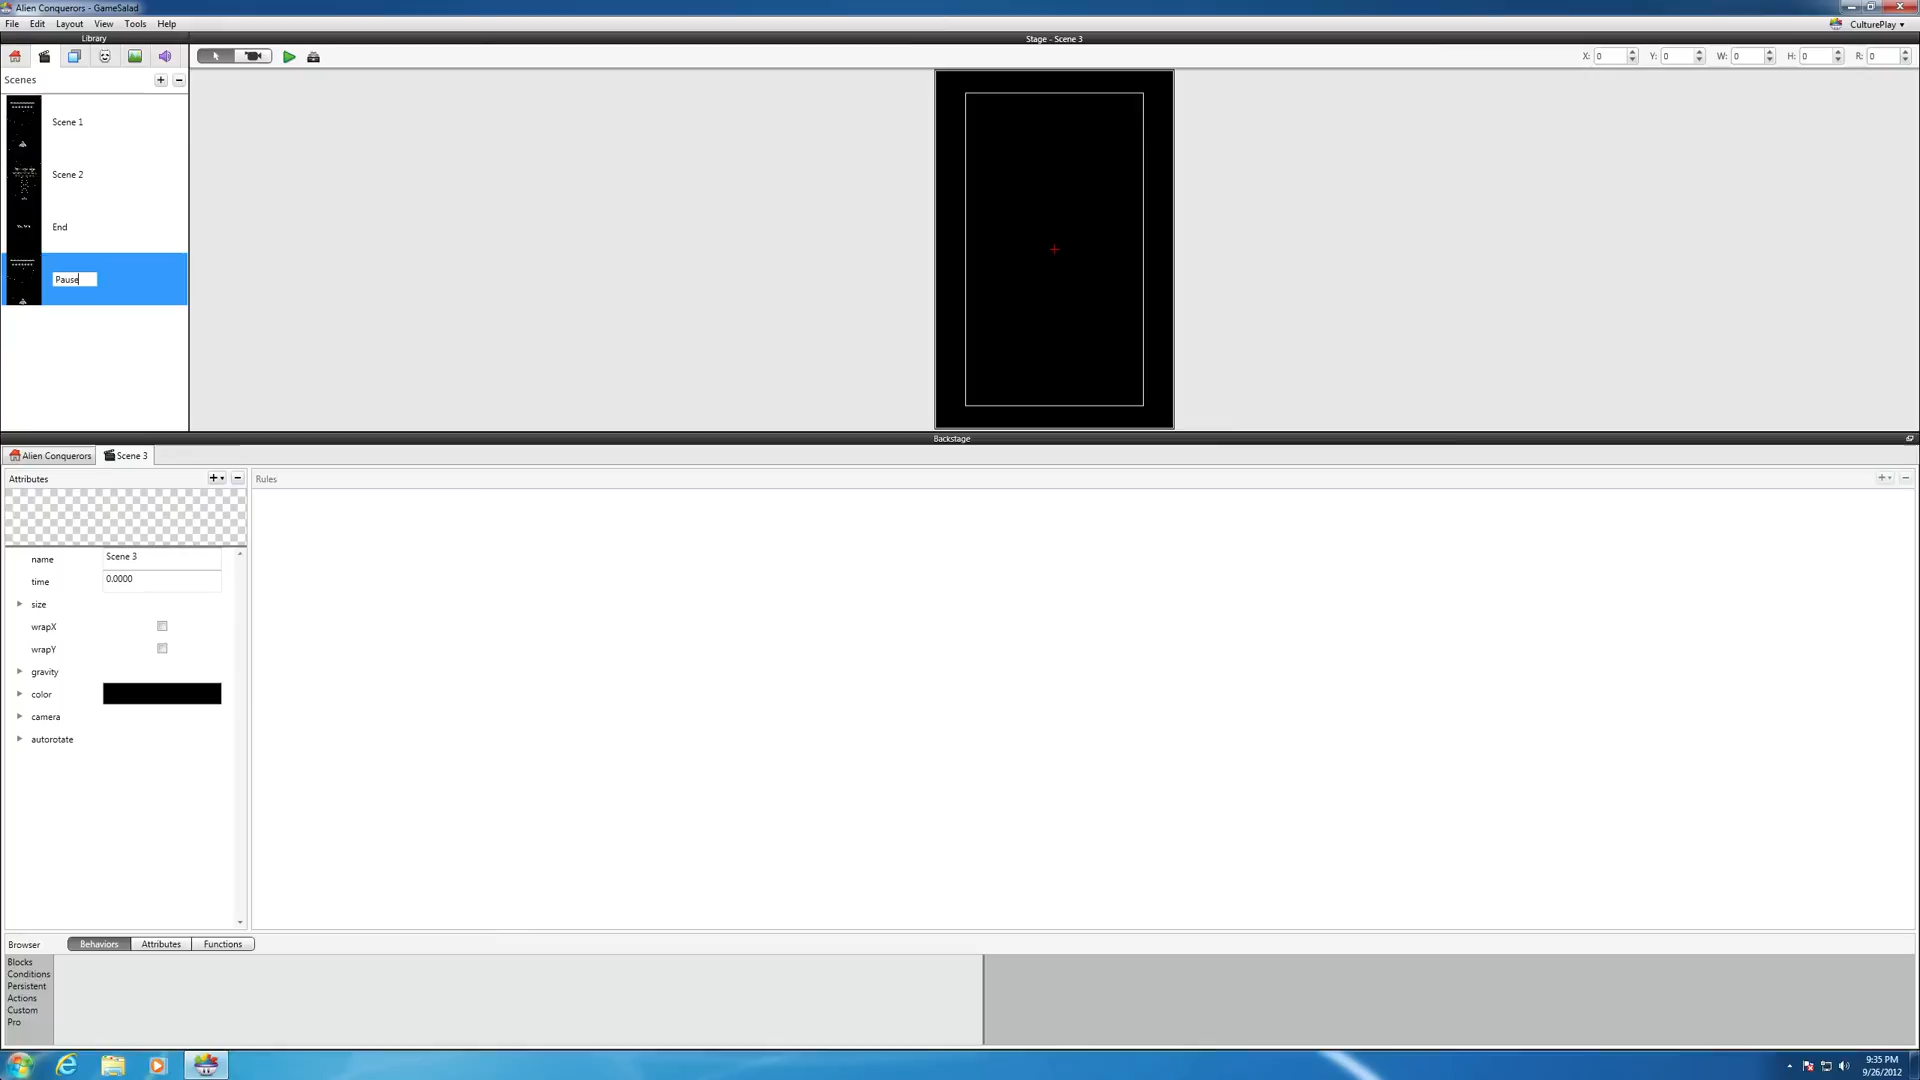 Alien Conquerors - GameSalad
File Edit Layout View Tools Help
CulturePlay
Library
Stage - Scene 3
X: 0 Y: 0 W: 0 H: 0 R: 0
Scenes
Scene 1
Scene 2
End
Pause
Backstage
Alien Conquerors Scene 3
Attributes
Rules
name Scene 3
time 0.0000
size
wrapX
wrapY
gravity
color
camera
autorotate
Browser Behaviors Attributes Functions
Blocks
Conditions
Persistent
Actions
Custom
Pro
9:35 PM
9/26/2012